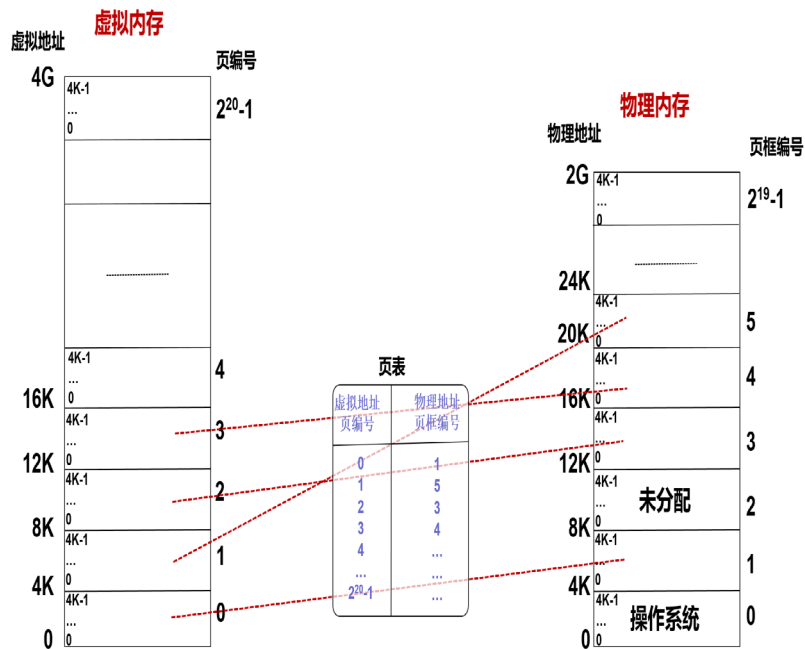 虚拟内存
虚拟地址
页编号
4G
4K-1
...
0
2²⁰-1
4K-1
...
0
4
16K
4K-1
...
0
3
12K
4K-1
...
0
2
8K
4K-1
...
0
1
4K
4K-1
...
0
0
0
页表
虚拟地址 物理地址
页编号 页框编号
0 1
1 5
2 3
3 4
4 ...
... ...
2²⁰-1 ...
物理内存
物理地址
页框编号
2G
4K-1
...
0
2¹⁹-1
24K
4K-1
...
0
5
20K
4K-1
...
0
4
16K
4K-1
...
0
3
12K
4K-1
...
0
未分配
2
8K
4K-1
...
0
1
4K
4K-1
...
0
操作系统
0
0